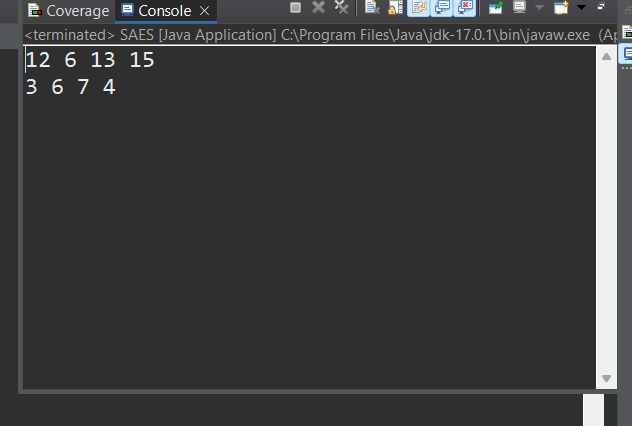 Coverage Console
<terminated> SAES [Java Application] C:\Program Files\Java\jdk-17.0.1\bin\javaw.exe (Ap
12 6 13 15
3 6 7 4